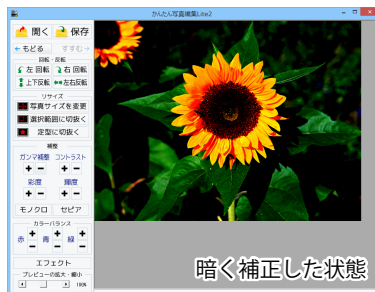 かんたん写真編集Lite2
開く 保存
もどる すすむ
回転・反転
左 回転 右 回転
上下反転 左右反転
リサイズ
写真サイズを変更
選択範囲に切抜く
定型に切抜く
補整
ガンマ補整 コントラスト
+ - + -
彩度 輝度
+ - + -
モノクロ セピア
カラーバランス
赤 + - 青 + - 緑 + -
エフェクト
プレビューの拡大・縮小
100%
暗く補正した状態